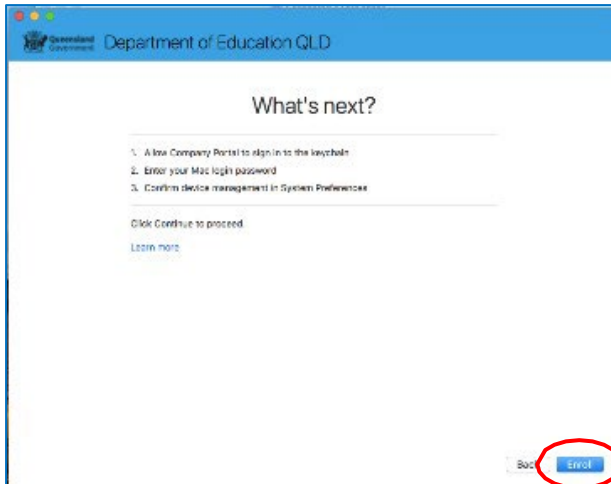 Queensland
Government
Department of Education QLD
What's next?
1. Allow Company Portal to sign in to the keychain
2. Enter your Mac login password
3. Confirm device management in System Preferences
Click Continue to proceed.
Learn more
Back
Enrol